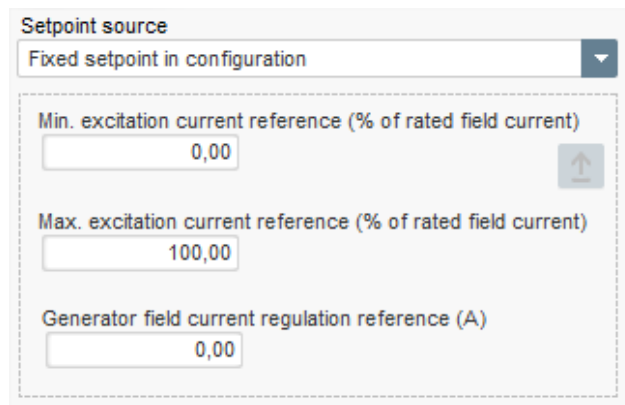 Setpoint source
Fixed setpoint in configuration
Min. excitation current reference (% of rated field current)
0,00
Max. excitation current reference (% of rated field current)
100,00
Generator field current regulation reference (A)
0,00